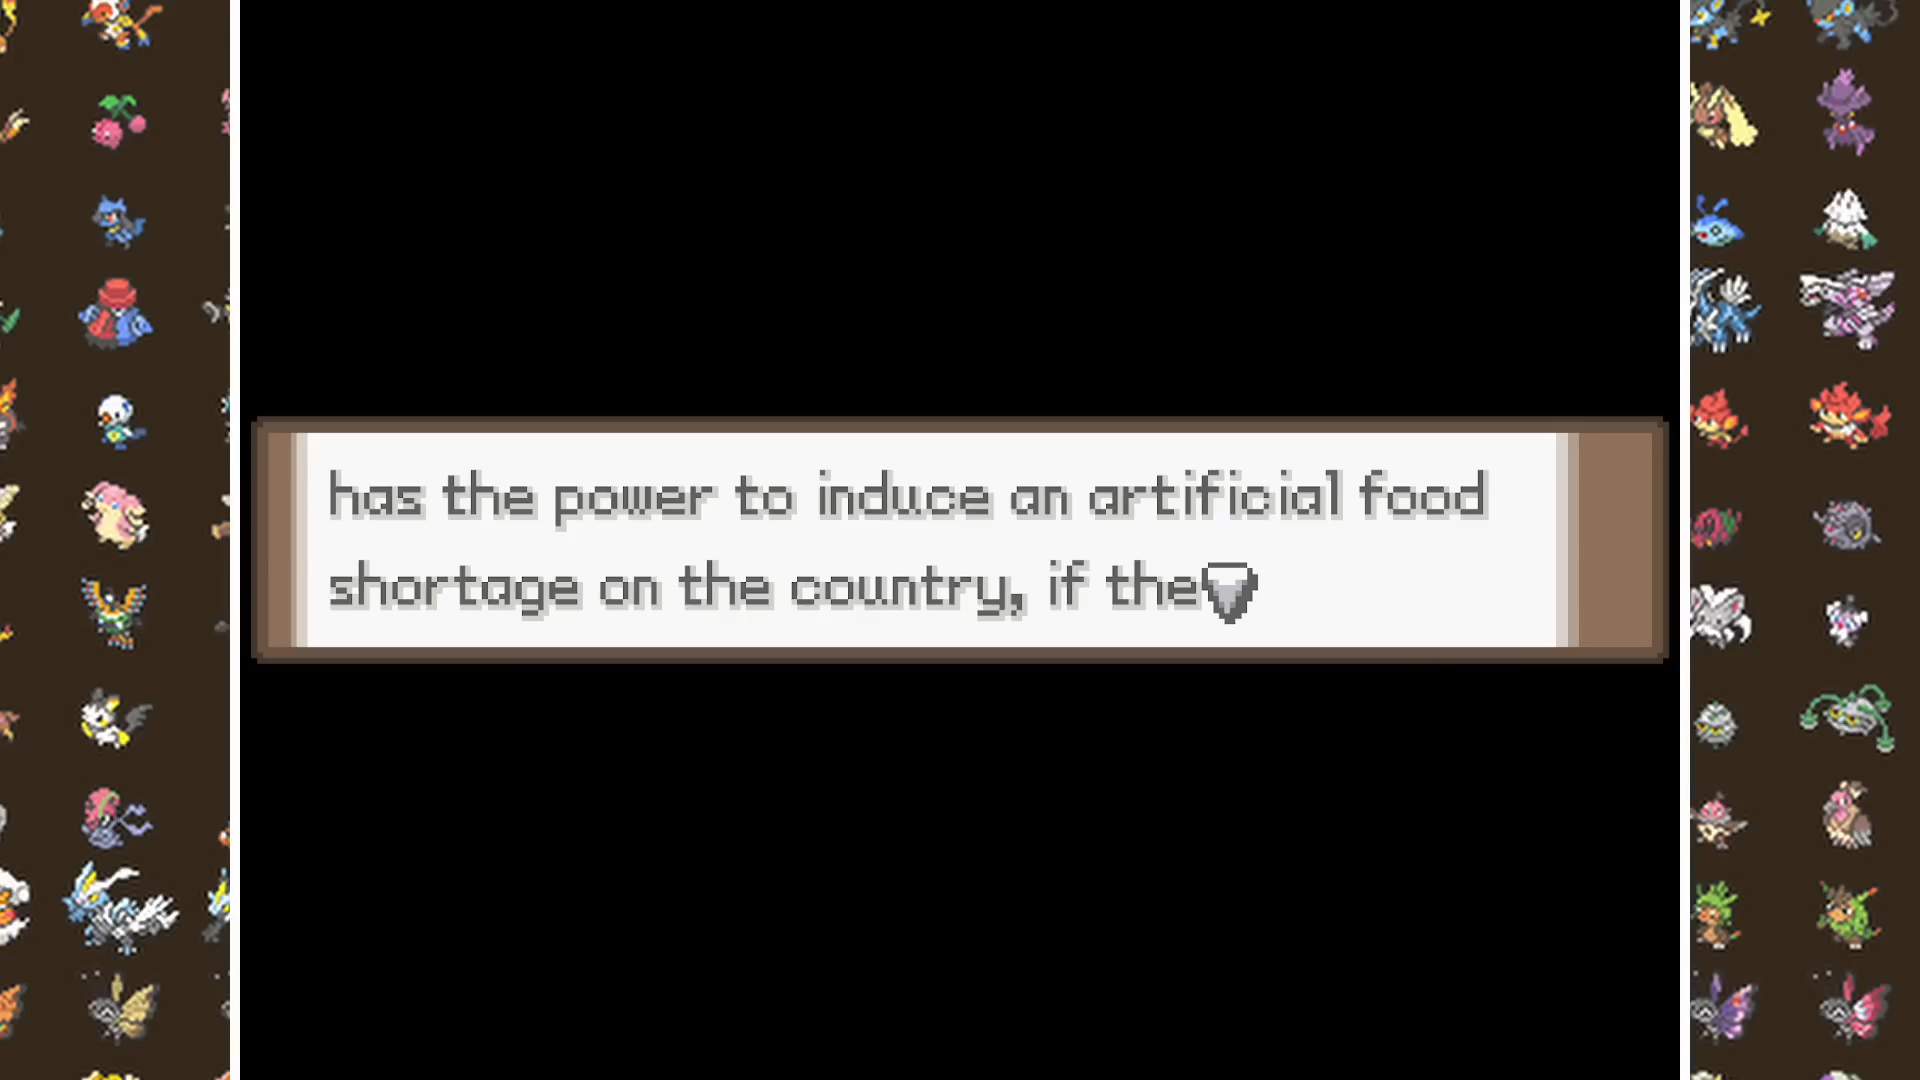 has the power to induce an artificial food
shortage on the country, if the